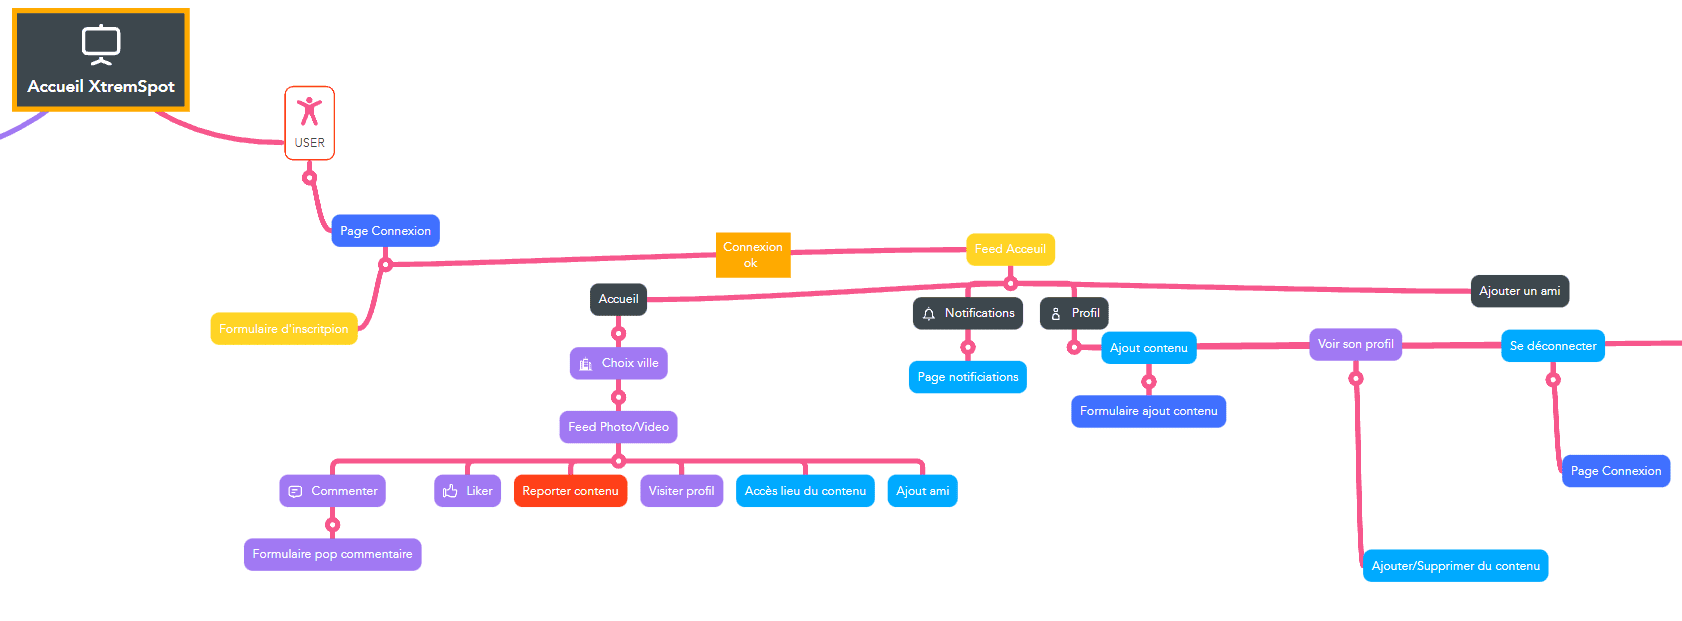 Accueil XtremSpot
USER
Page Connexion
Connexion
ok
Feed Acceuil
Formulaire d'inscritpion
Accueil
Notifications
Profil
Ajouter un ami
Choix ville
Page notificiations
Ajout contenu
Voir son profil
Se déconnecter
Feed Photo/Video
Formulaire ajout contenu
Commenter
Liker
Reporter contenu
Visiter profil
Accès lieu du contenu
Ajout ami
Page Connexion
Formulaire pop commentaire
Ajouter/Supprimer du contenu